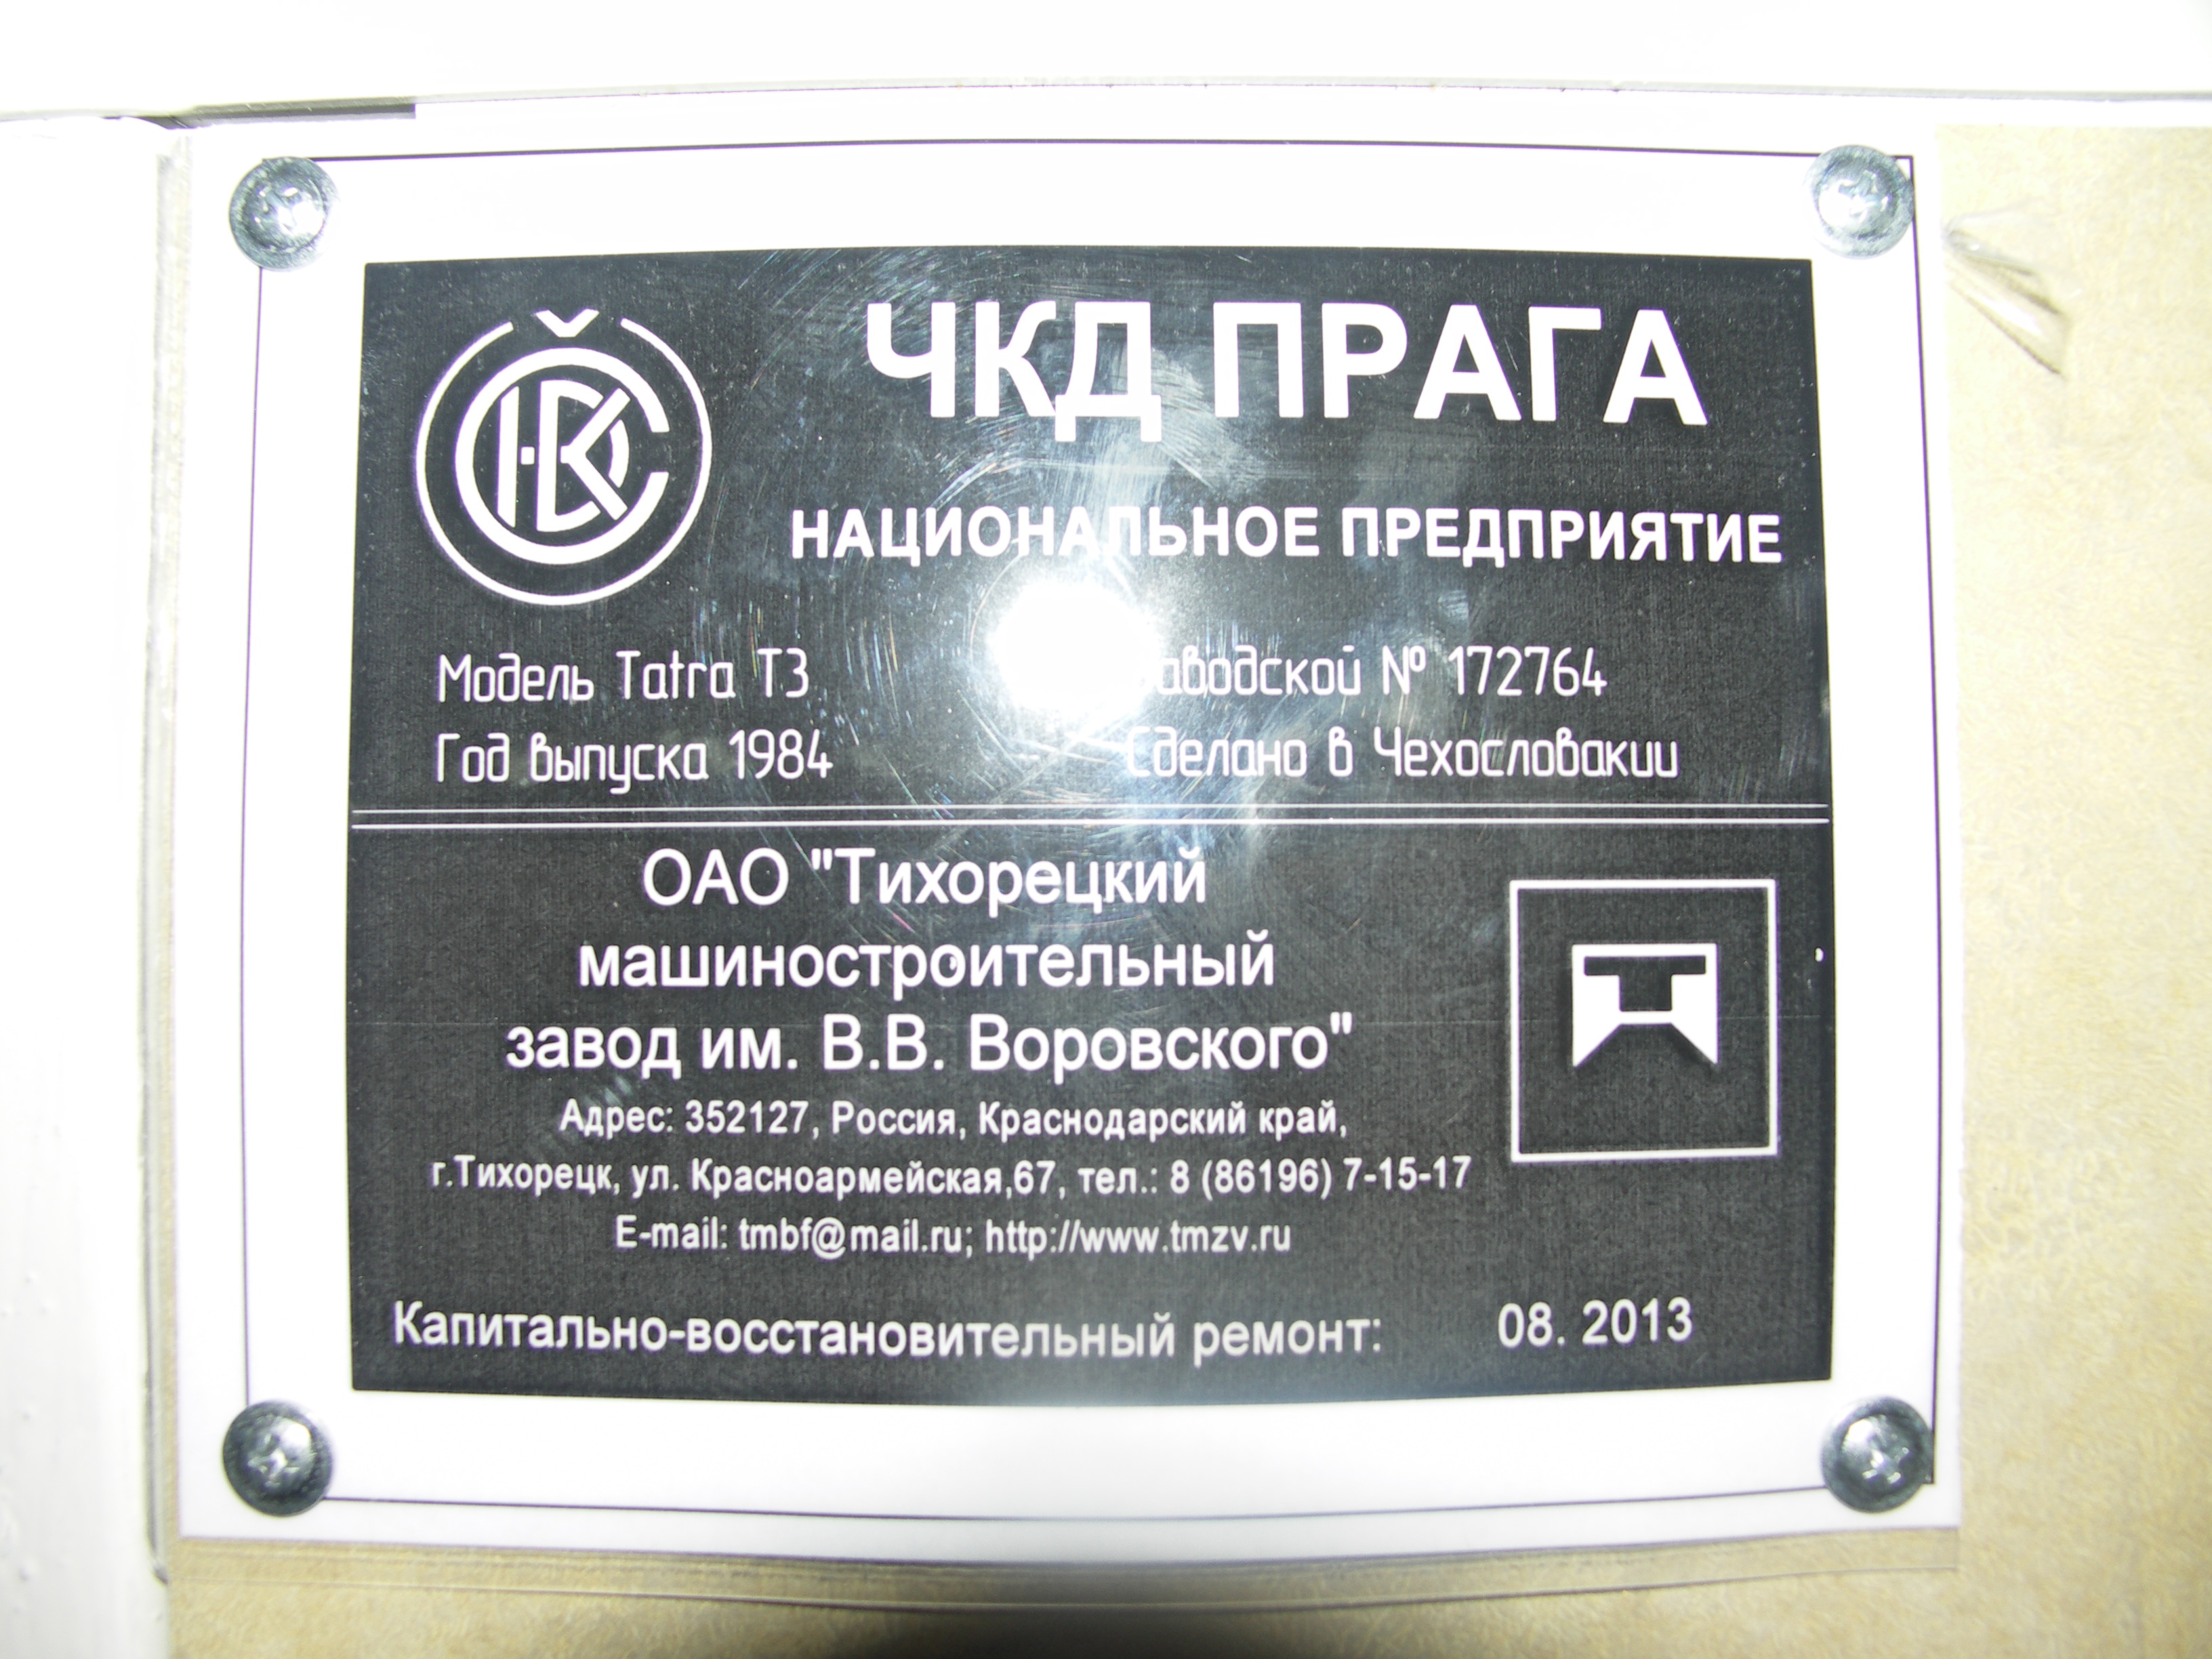 ЧКД ПРАГА
НАЦИОНАЛЬНОЕ ПРЕДПРИЯТИЕ
Модель Tatra T3
Заводской № 172764
Год выпуска 1984
Сделано в Чехословакии
ОАО "Тихорецкий
машиностроительный
завод им. В.В. Воровского"
Адрес: 352127, Россия, Краснодарский край,
г.Тихорецк, ул. Красноармейская,67, тел.: 8 (86196) 7-15-17
E-mail: tmbf@mail.ru; http://www.tmzv.ru
Капитально-восстановительный ремонт: 08. 2013